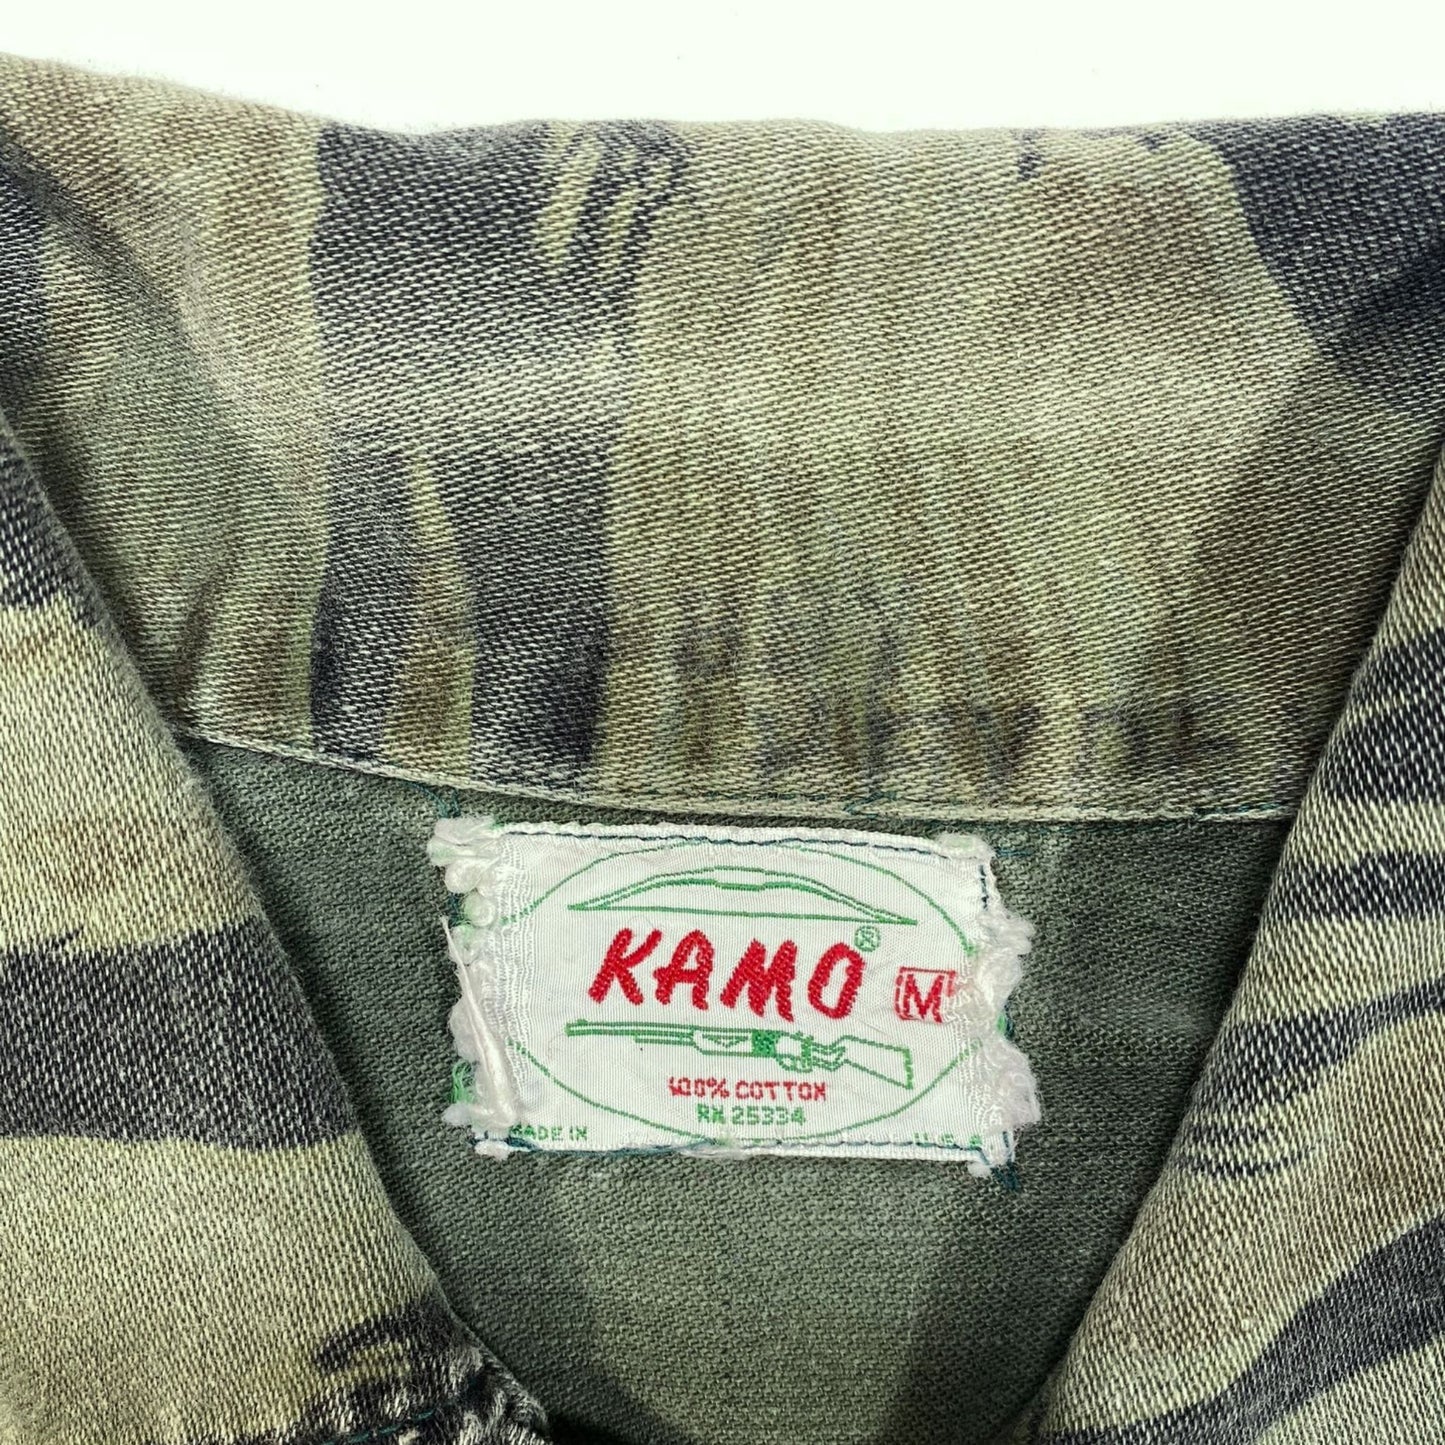 KAMO® M
100% COTTON
RN 25334
MADE IN U.S.A